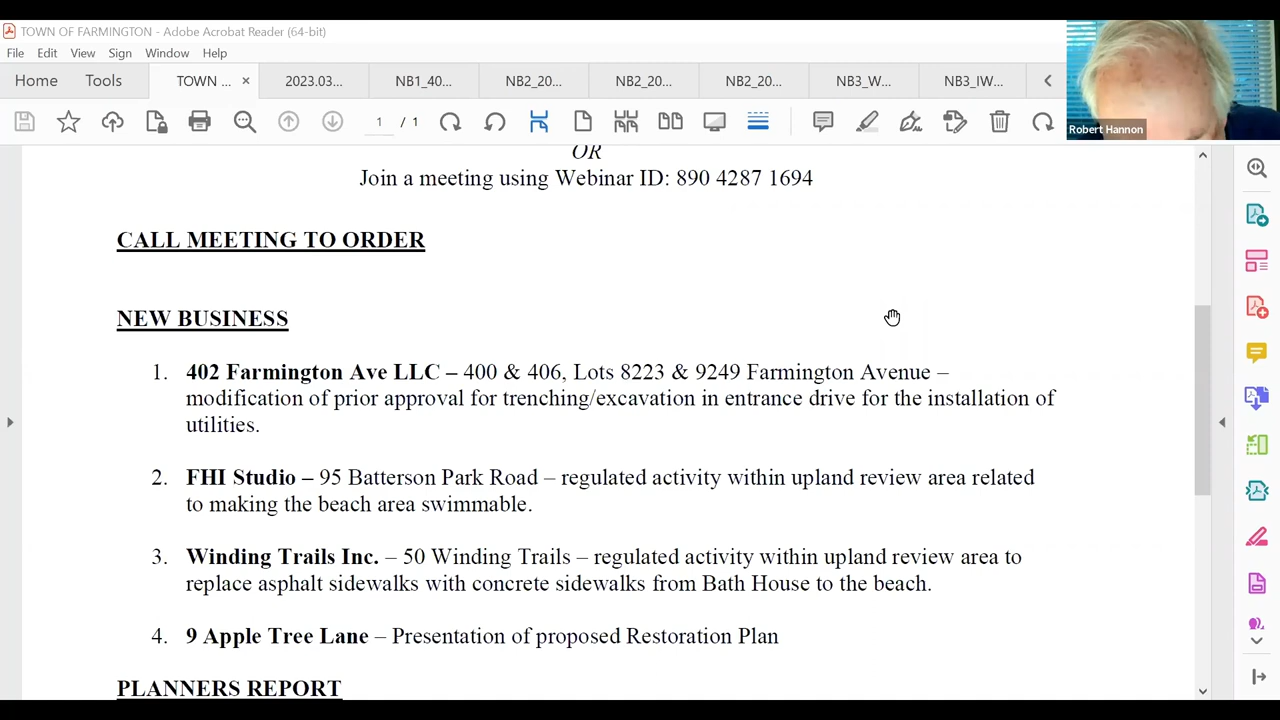 TOWN OF FARMINGTON - Adobe Acrobat Reader (64-bit)
File Edit View Sign Window Help
Home Tools TOWN ... × 2023.03... NB1_40... NB2_20... NB2_20... NB2_20... NB3_W... NB3_IW...
1 / 1
Robert Hannon
OR
Join a meeting using Webinar ID: 890 4287 1694
CALL MEETING TO ORDER
NEW BUSINESS
1. 402 Farmington Ave LLC – 400 & 406, Lots 8223 & 9249 Farmington Avenue –
modification of prior approval for trenching/excavation in entrance drive for the installation of
utilities.
2. FHI Studio – 95 Batterson Park Road – regulated activity within upland review area related
to making the beach area swimmable.
3. Winding Trails Inc. – 50 Winding Trails – regulated activity within upland review area to
replace asphalt sidewalks with concrete sidewalks from Bath House to the beach.
4. 9 Apple Tree Lane – Presentation of proposed Restoration Plan
PLANNERS REPORT